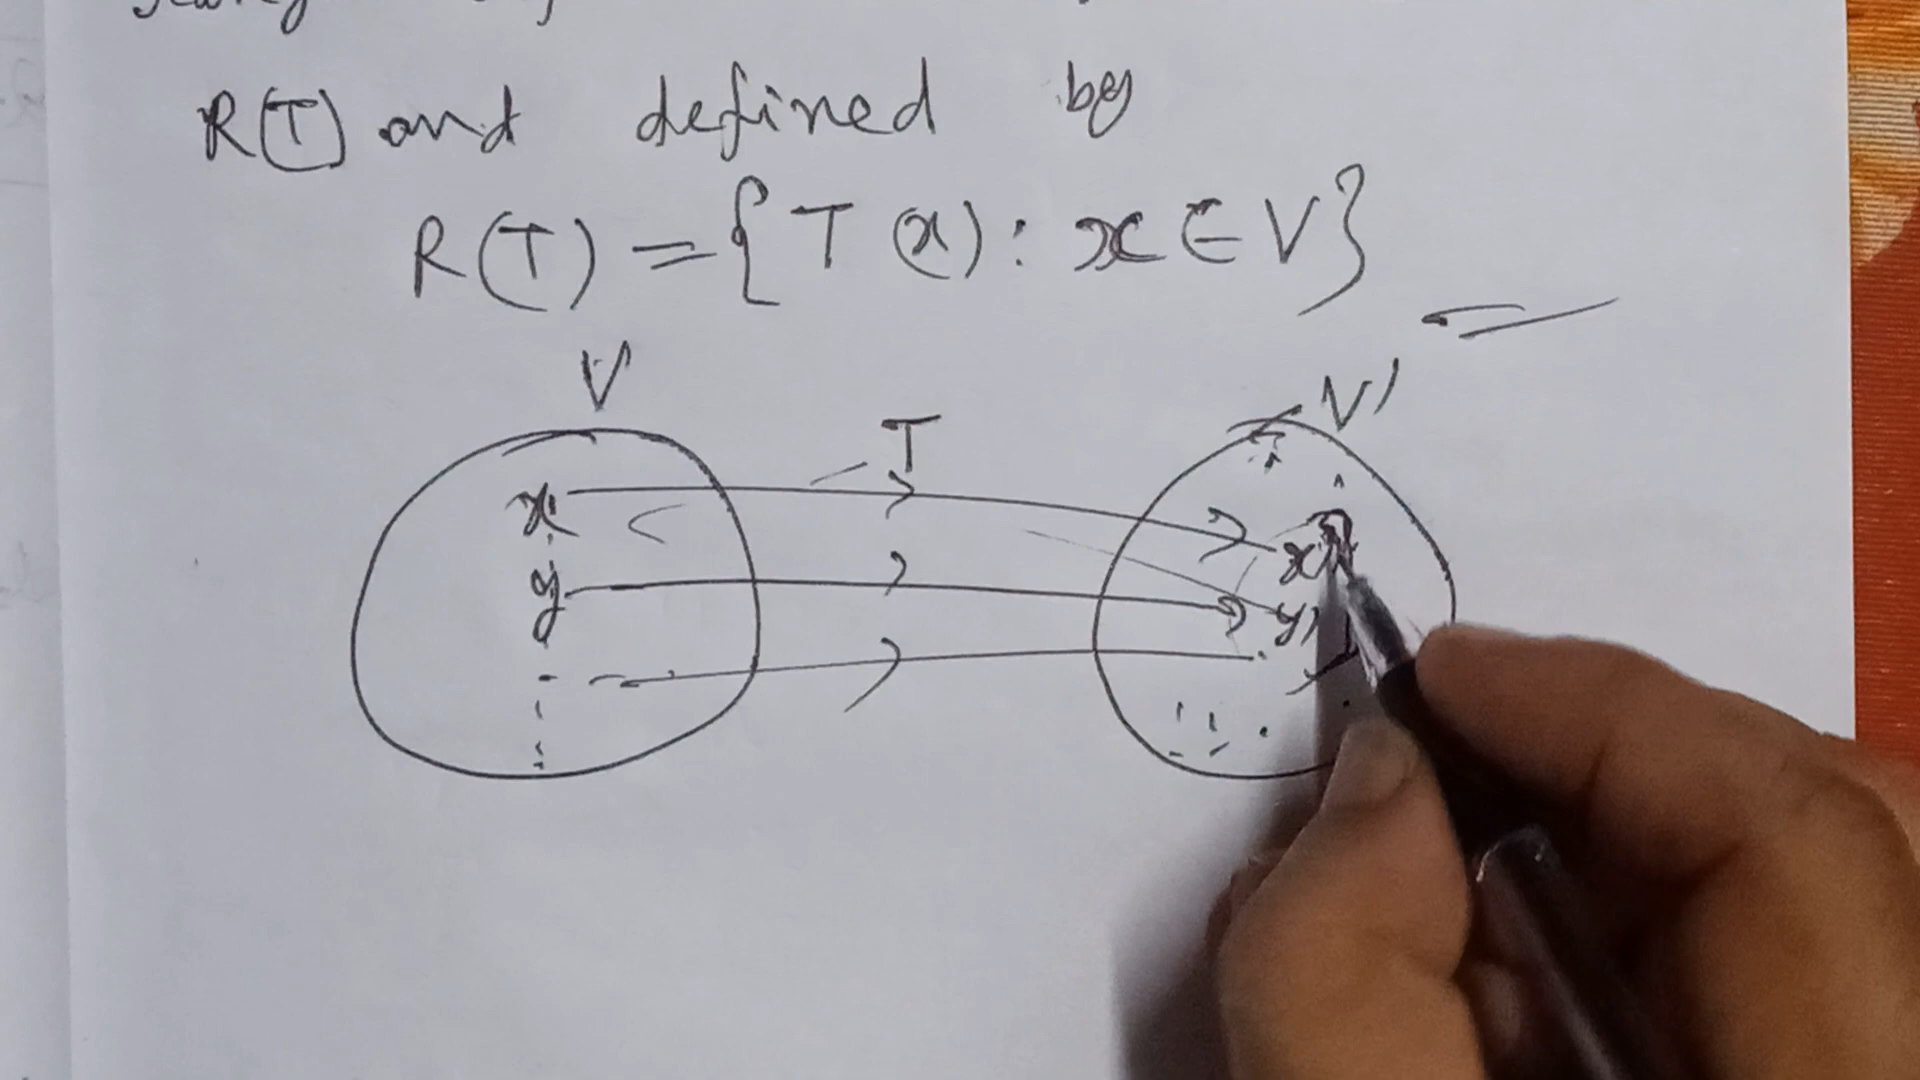 R(T) and defined by
R(T) = { T(x) : x ∈ V }
V V'
T
x x'
y y'